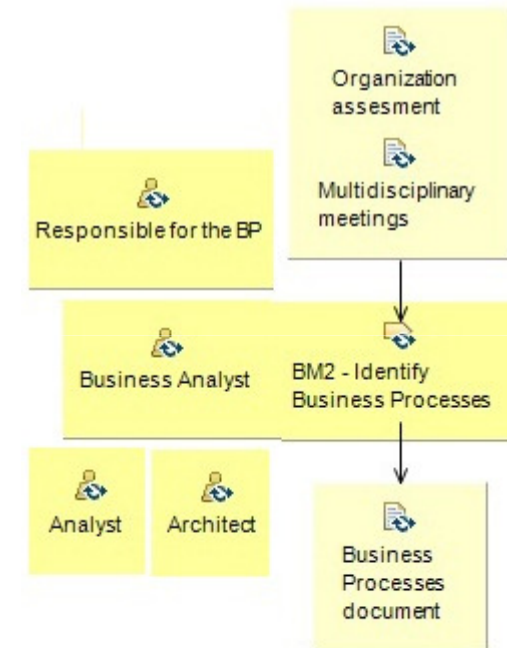 Organization
assesment
Multidisciplinary
meetings
Responsible for the BP
Business Analyst
BM2 - Identify
Business Processes
Analyst
Architect
Business
Processes
document